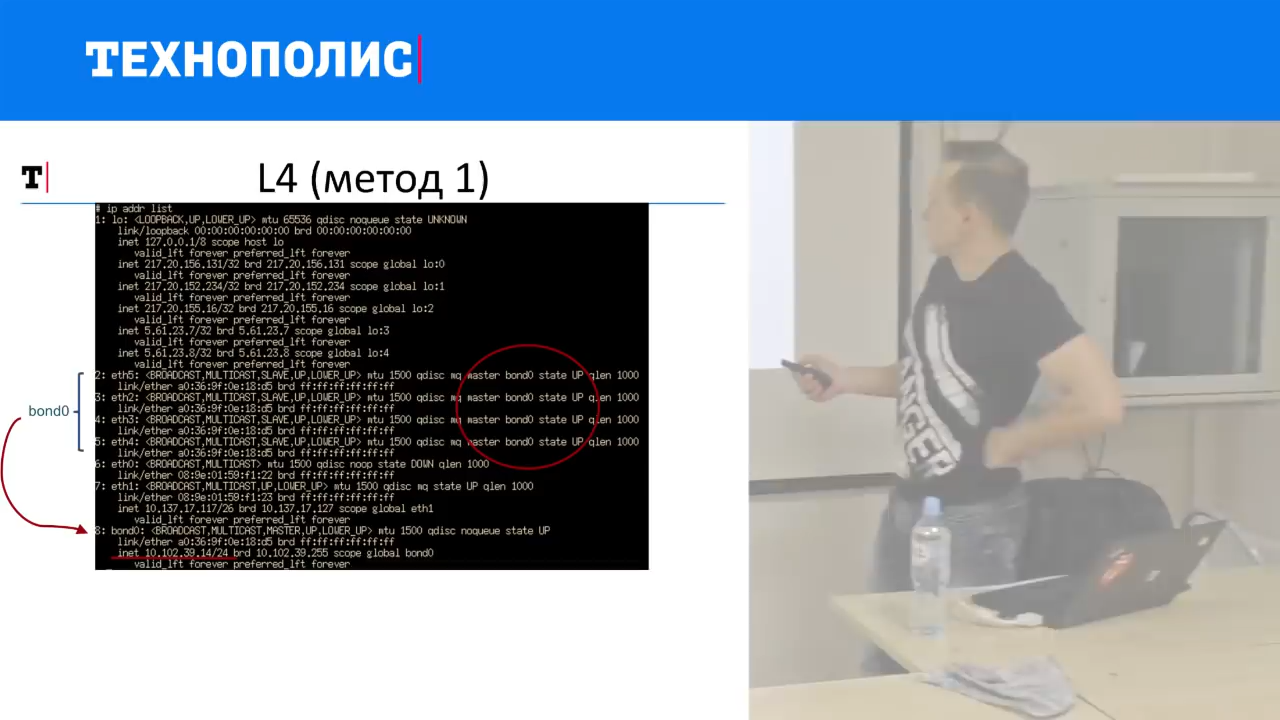 ТЕХНОПОЛИС
Т
L4 (метод 1)
# ip addr list
1: lo: <LOOPBACK,UP,LOWER_UP> mtu 65536 qdisc noqueue state UNKNOWN
link/loopback 00:00:00:00:00:00 brd 00:00:00:00:00:00
inet 127.0.0.1/8 scope host lo
valid_lft forever preferred_lft forever
inet 217.20.156.131/32 brd 217.20.156.131 scope global lo:0
valid_lft forever preferred_lft forever
inet 217.20.152.234/32 brd 217.20.152.234 scope global lo:1
valid_lft forever preferred_lft forever
inet 217.20.155.16/32 brd 217.20.155.16 scope global lo:2
valid_lft forever preferred_lft forever
inet 5.61.23.7/32 brd 5.61.23.7 scope global lo:3
valid_lft forever preferred_lft forever
inet 5.61.23.8/32 brd 5.61.23.8 scope global lo:4
valid_lft forever preferred_lft forever
2: eth5: <BROADCAST,MULTICAST,SLAVE,UP,LOWER_UP> mtu 1500 qdisc mq master bond0 state UP qlen 1000
link/ether a0:36:9f:0e:18:d5 brd ff:ff:ff:ff:ff:ff
3: eth2: <BROADCAST,MULTICAST,SLAVE,UP,LOWER_UP> mtu 1500 qdisc mq master bond0 state UP qlen 1000
link/ether a0:36:9f:0e:18:d5 brd ff:ff:ff:ff:ff:ff
bond0
4: eth3: <BROADCAST,MULTICAST,SLAVE,UP,LOWER_UP> mtu 1500 qdisc mq master bond0 state UP qlen 1000
link/ether a0:36:9f:0e:18:d5 brd ff:ff:ff:ff:ff:ff
5: eth4: <BROADCAST,MULTICAST,SLAVE,UP,LOWER_UP> mtu 1500 qdisc mq master bond0 state UP qlen 1000
link/ether a0:36:9f:0e:18:d5 brd ff:ff:ff:ff:ff:ff
6: eth0: <BROADCAST,MULTICAST> mtu 1500 qdisc noop state DOWN qlen 1000
link/ether 08:9e:01:59:f1:22 brd ff:ff:ff:ff:ff:ff
7: eth1: <BROADCAST,MULTICAST,UP,LOWER_UP> mtu 1500 qdisc mq state UP qlen 1000
link/ether 08:9e:01:59:f1:23 brd ff:ff:ff:ff:ff:ff
inet 10.137.17.117/26 brd 10.137.17.127 scope global eth1
valid_lft forever preferred_lft forever
8: bond0: <BROADCAST,MULTICAST,MASTER,UP,LOWER_UP> mtu 1500 qdisc noqueue state UP
link/ether a0:36:9f:0e:18:d5 brd ff:ff:ff:ff:ff:ff
inet 10.102.39.14/24 brd 10.102.39.255 scope global bond0
valid_lft forever preferred_lft forever